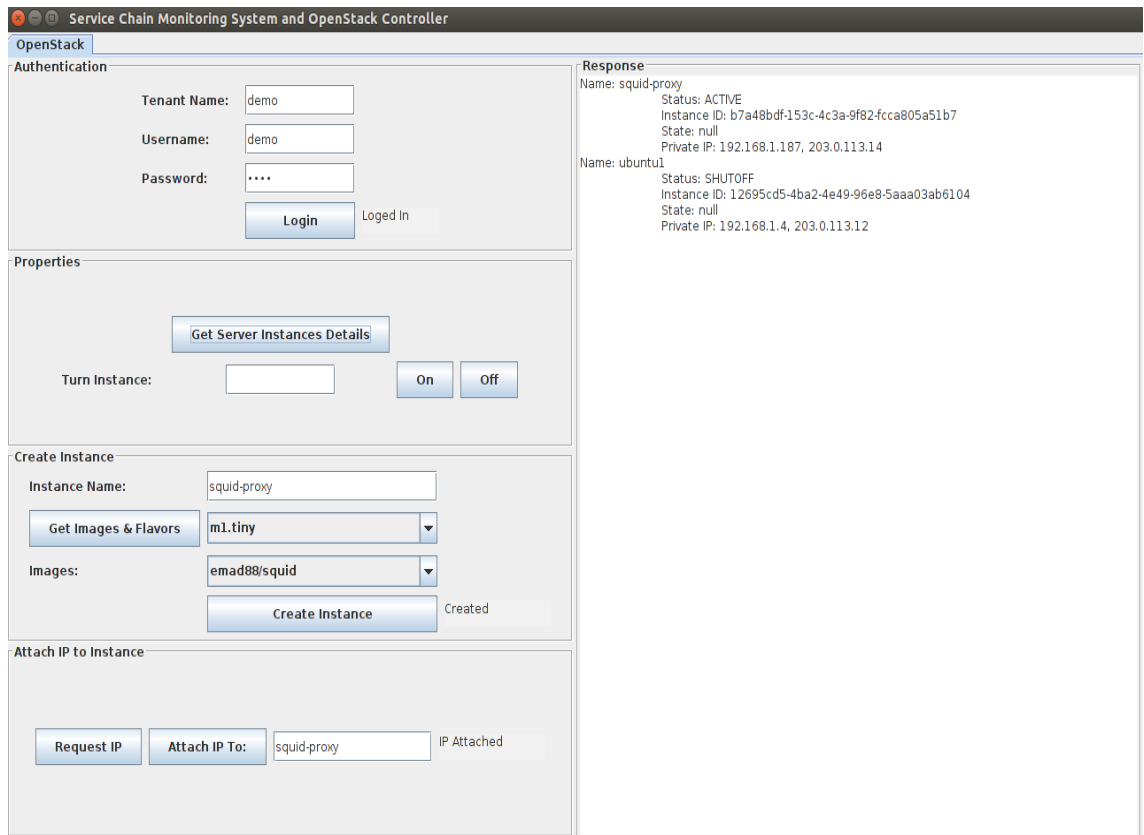 Service Chain Monitoring System and OpenStack Controller
OpenStack
Authentication
Tenant Name: demo
Username: demo
Password: ••••
Login Loged In
Properties
Get Server Instances Details
Turn Instance: On Off
Create Instance
Instance Name: squid-proxy
Get Images & Flavors m1.tiny
Images: emad88/squid
Create Instance Created
Attach IP to Instance
Request IP Attach IP To: squid-proxy IP Attached
Response
Name: squid-proxy
Status: ACTIVE
Instance ID: b7a48bdf-153c-4c3a-9f82-fcca805a51b7
State: null
Private IP: 192.168.1.187, 203.0.113.14
Name: ubuntu1
Status: SHUTOFF
Instance ID: 12695cd5-4ba2-4e49-96e8-5aaa03ab6104
State: null
Private IP: 192.168.1.4, 203.0.113.12